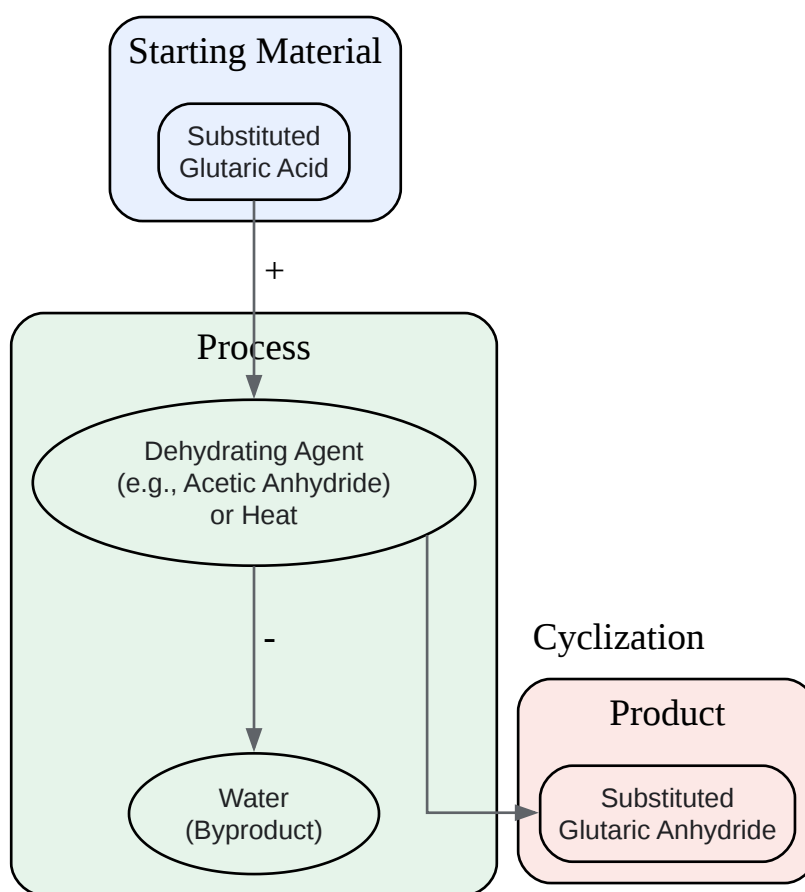 Starting Material
Substituted
Glutaric Acid
+
Process
Dehydrating Agent
(e.g., Acetic Anhydride)
or Heat
-
Cyclization
Product
Water
(Byproduct)
Substituted
Glutaric Anhydride